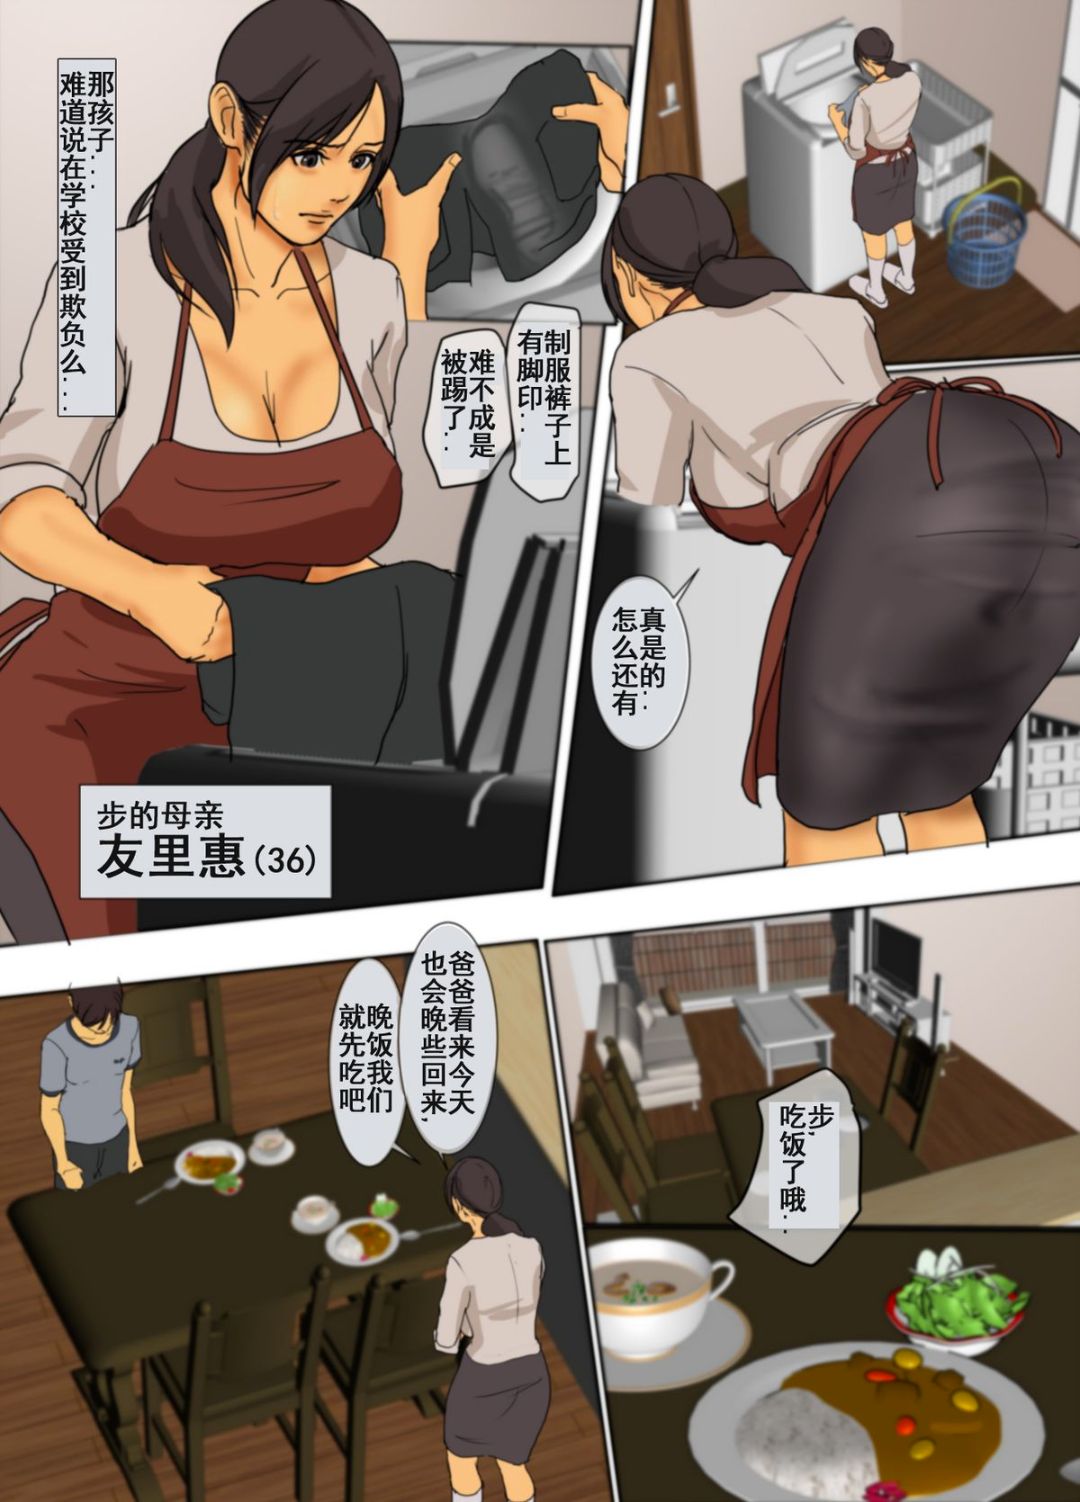 真是的…
怎么还有
制服裤子上
有脚印…
难不成是
被踢了…
那孩子…
难道说在学校受到欺负么…
步的母亲
友里惠(36)
步,
吃饭了哦…
爸爸看来今天
也会晚些回来,
晚饭我们
就先吃吧